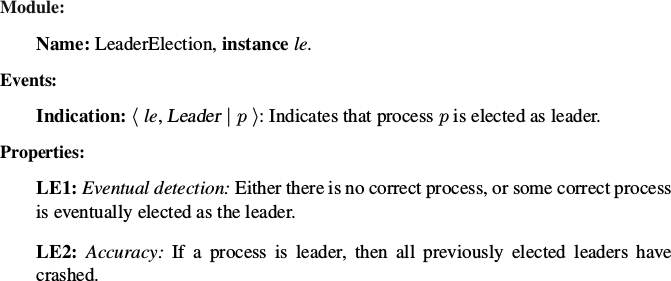 Module:
Name: LeaderElection, instance le.
Events:
Indication: ⟨ le, Leader | p ⟩: Indicates that process p is elected as leader.
Properties:
LE1: Eventual detection: Either there is no correct process, or some correct process
is eventually elected as the leader.
LE2: Accuracy: If a process is leader, then all previously elected leaders have
crashed.